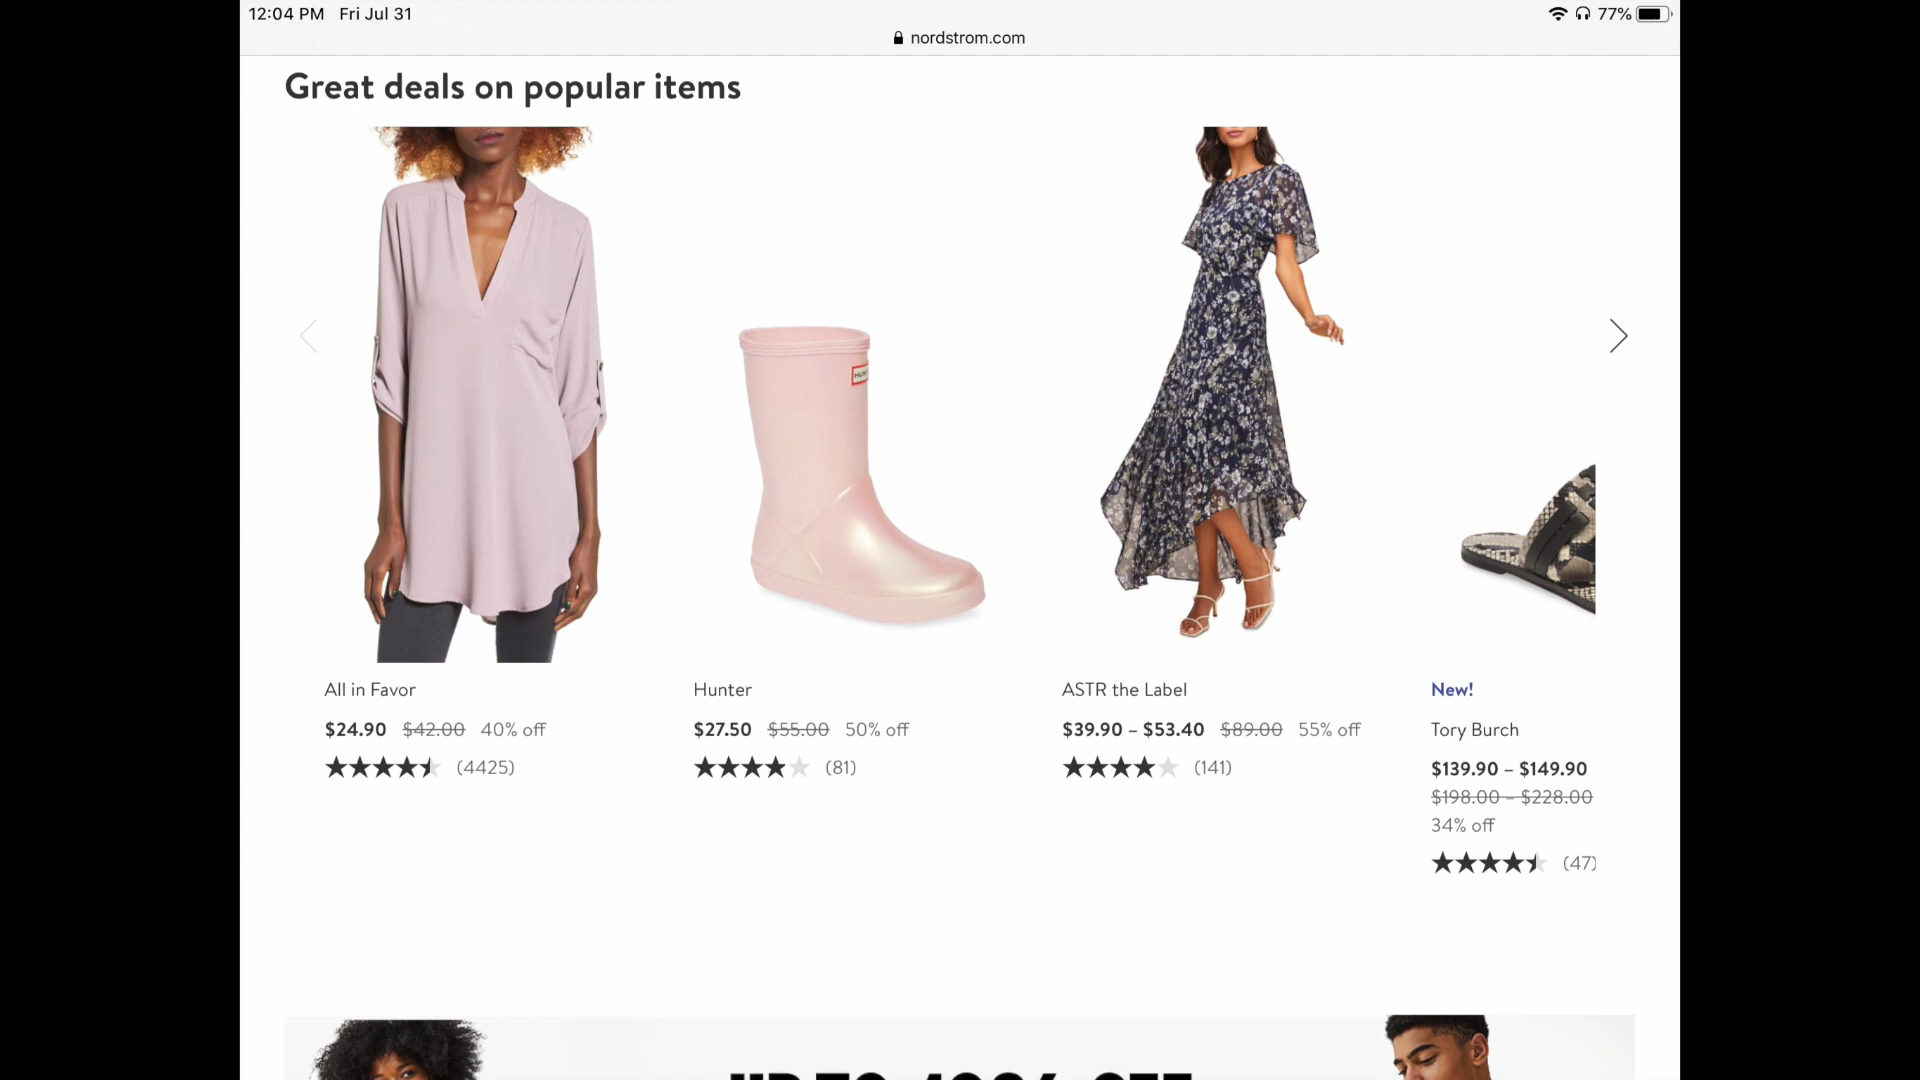 12:04 PM Fri Jul 31
77%
nordstrom.com
Great deals on popular items
All in Favor
$24.90 $42.00 40% off
(4425)
Hunter
$27.50 $55.00 50% off
(81)
ASTR the Label
$39.90 – $53.40 $89.00 55% off
(141)
New!
Tory Burch
$139.90 – $149.90
$198.00 – $228.00
34% off
(47)